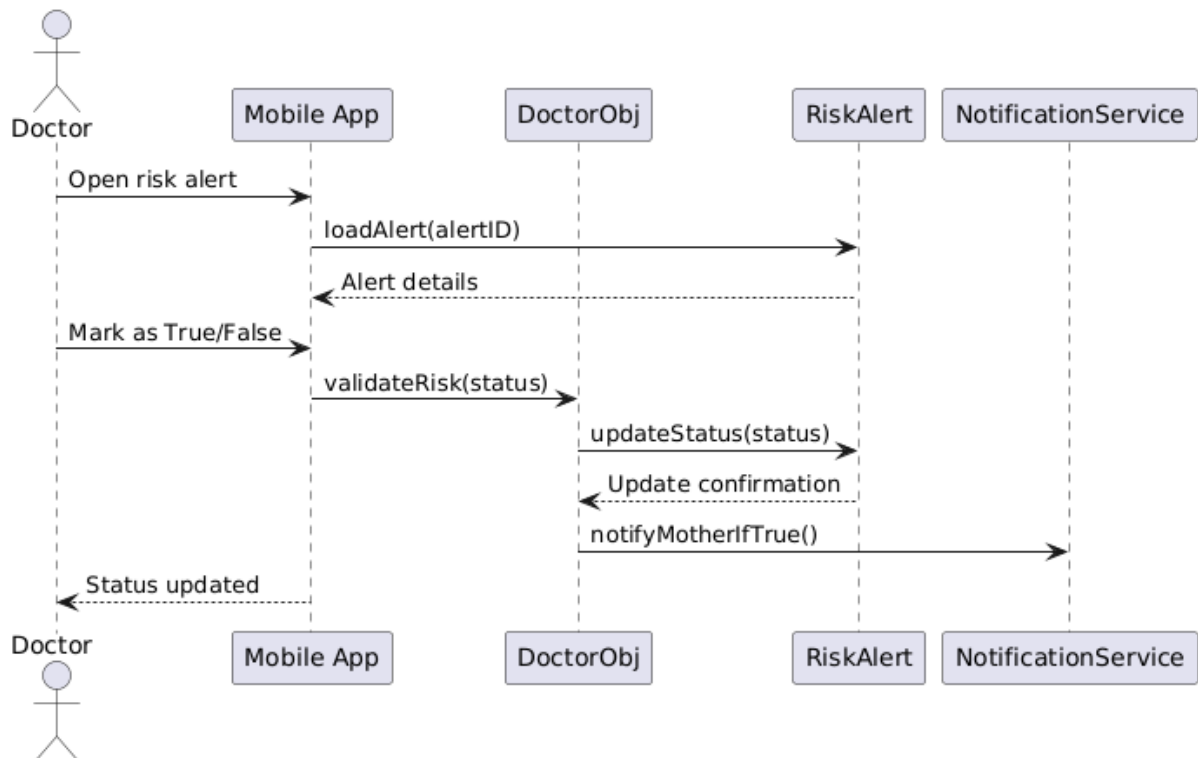 Doctor
Mobile App
DoctorObj
RiskAlert
NotificationService
Open risk alert
loadAlert(alertID)
Alert details
Mark as True/False
validateRisk(status)
updateStatus(status)
Update confirmation
notifyMotherIfTrue()
Status updated
Doctor
Mobile App
DoctorObj
RiskAlert
NotificationService